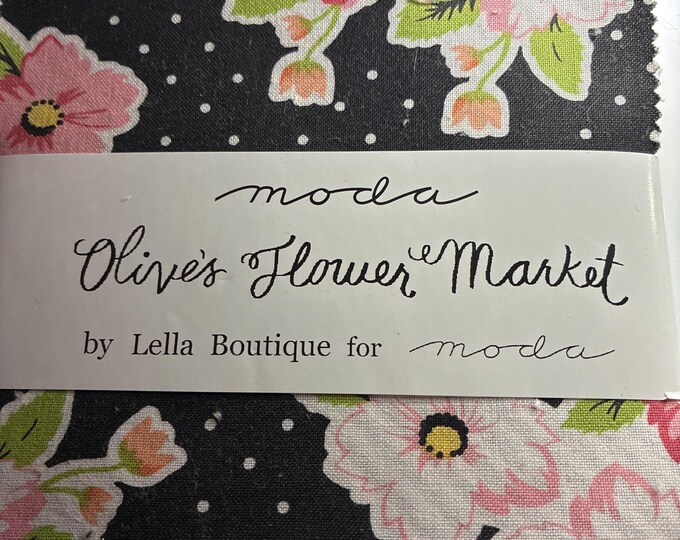 moda
Olive's Flower Market
by Lella Boutique for moda